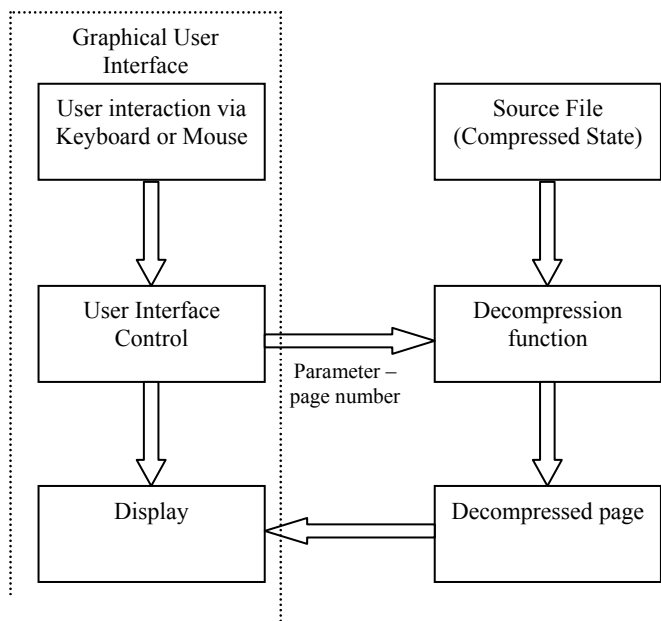 Graphical User
Interface
User interaction via
Keyboard or Mouse
Source File
(Compressed State)
User Interface
Control
Parameter –
page number
Decompression
function
Display
Decompressed page